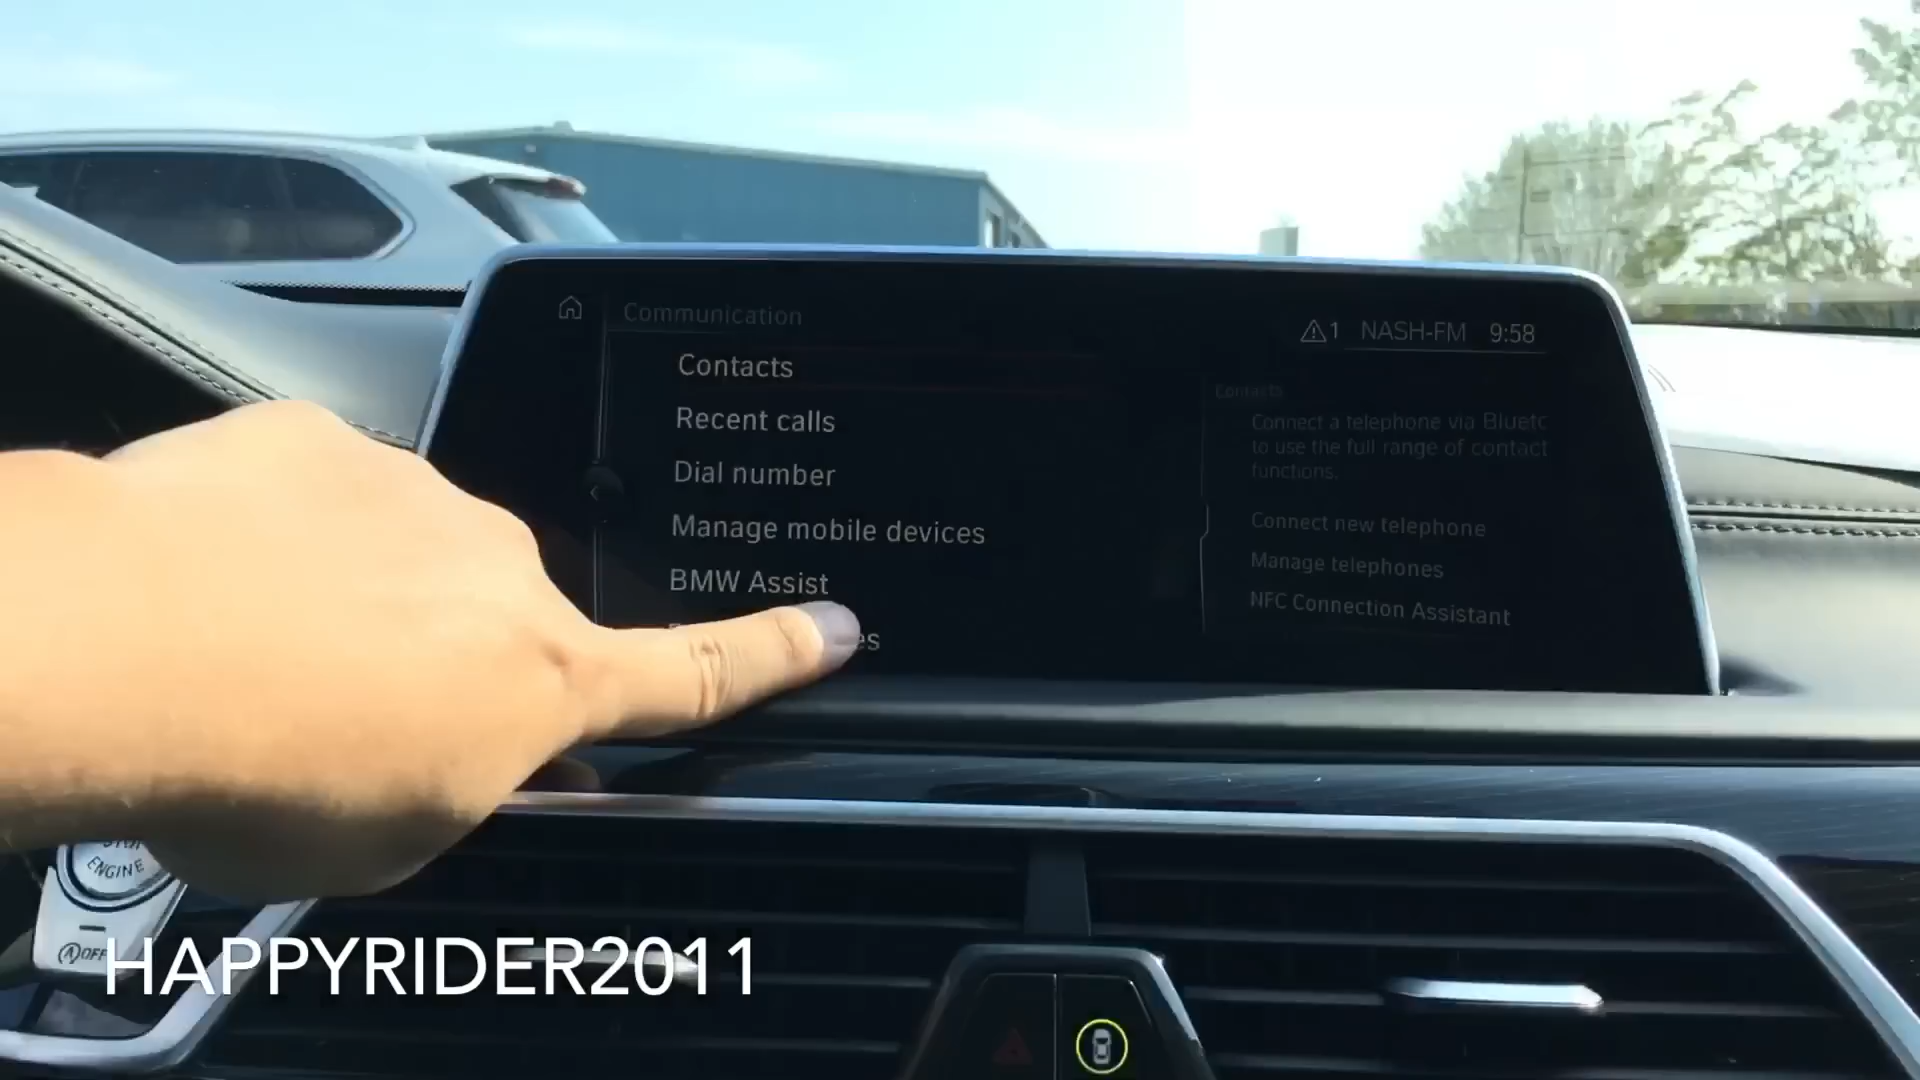 Communication
1 NASH-FM 9:58
Contacts
Recent calls
Dial number
Manage mobile devices
BMW Assist
Contacts
Connect a telephone via Bluetc
to use the full range of contact
functions.
Connect new telephone
Manage telephones
NFC Connection Assistant
ENGINE
OFF
HAPPYRIDER2011